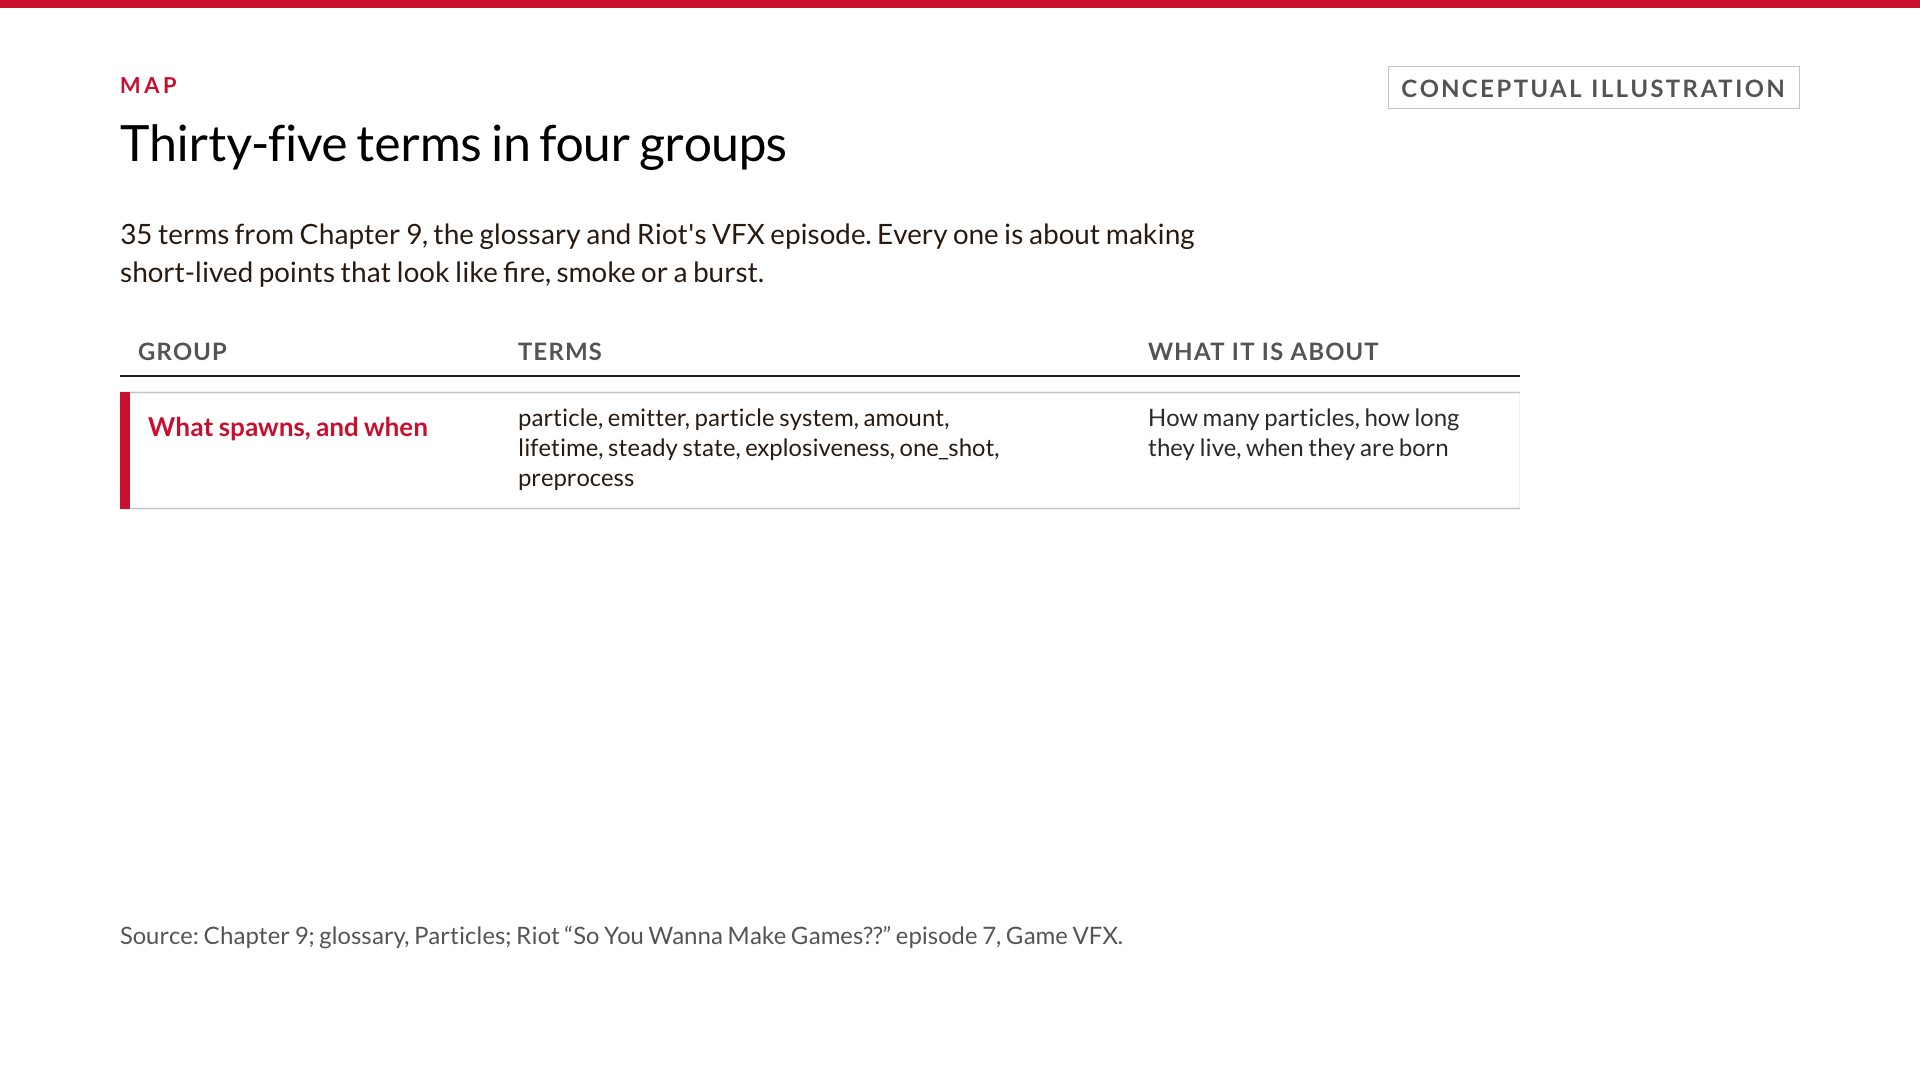 MAP
CONCEPTUAL ILLUSTRATION
Thirty-five terms in four groups
35 terms from Chapter 9, the glossary and Riot's VFX episode. Every one is about making
short-lived points that look like fire, smoke or a burst.
GROUP TERMS WHAT IT IS ABOUT
What spawns, and when
particle, emitter, particle system, amount,
lifetime, steady state, explosiveness, one_shot,
preprocess
How many particles, how long
they live, when they are born
Source: Chapter 9; glossary, Particles; Riot “So You Wanna Make Games??” episode 7, Game VFX.